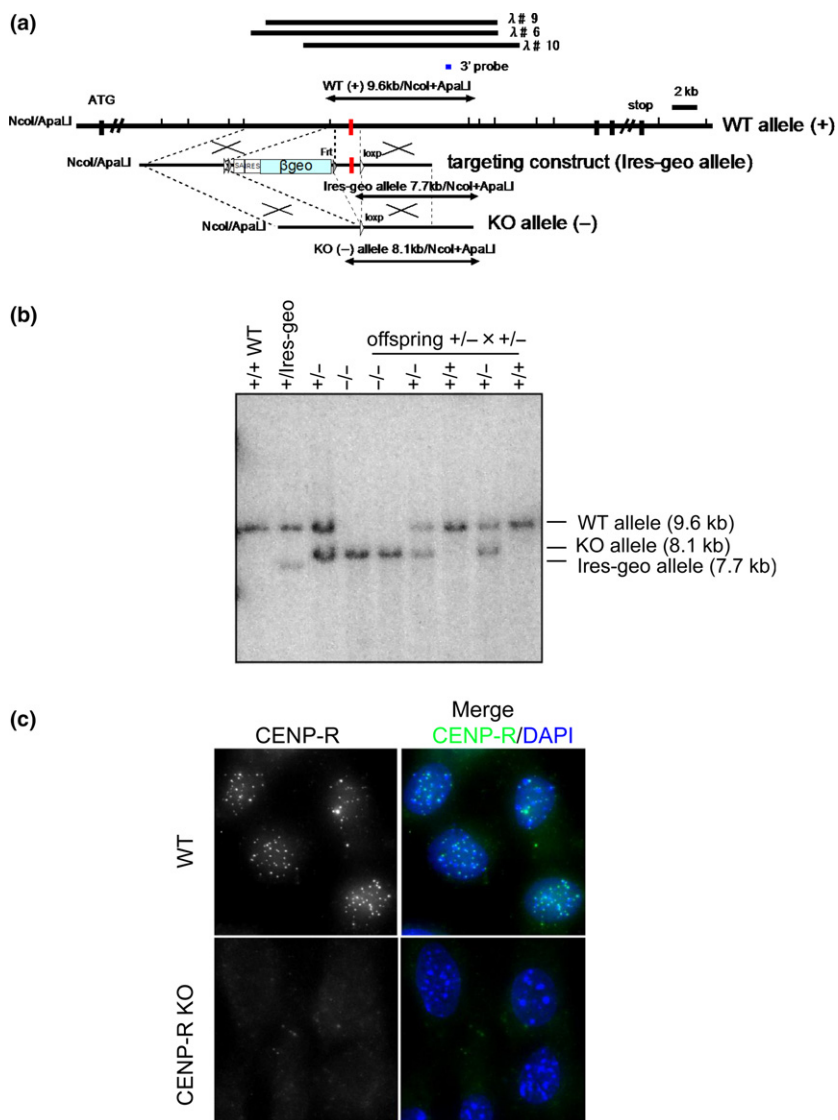 (a)
λ# 9
λ# 6
λ# 10
3' probe
WT (+) 9.6kb/NcoI+ApaLI
2 kb
ATG
stop
NcoI/ApaLI
WT allele (+)
NcoI/ApaLI
SA
IRES
βgeo
Frt
loxp
targeting construct (Ires-geo allele)
Ires-geo allele 7.7kb/NcoI+ApaLI
NcoI/ApaLI
loxp
KO allele (–)
KO (–) allele 8.1kb/NcoI+ApaLI
(b)
offspring +/– × +/–
+/+ WT
+/Ires-geo
+/–
–/–
–/–
+/–
+/+
+/–
+/+
WT allele (9.6 kb)
KO allele (8.1 kb)
Ires-geo allele (7.7 kb)
(c)
Merge
CENP-R
CENP-R/DAPI
WT
CENP-R KO